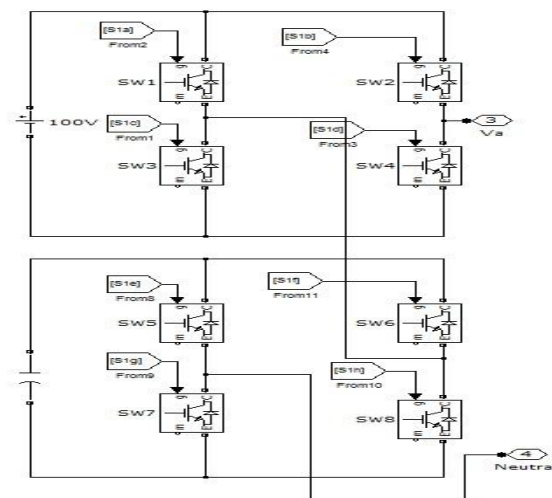 [S1a]
From2
[S1b]
From4
SW1
g
C
E
m
SW2
g
C
E
m
100V
[S1c]
From1
[S1d]
From3
3
Va
SW3
g
C
E
m
SW4
g
C
E
m
[S1e]
From8
[S1f]
From11
SW5
g
C
E
m
SW6
g
C
E
m
[S1g]
From9
[S1h]
From10
SW7
g
C
E
m
SW8
g
C
E
m
4
Neutra